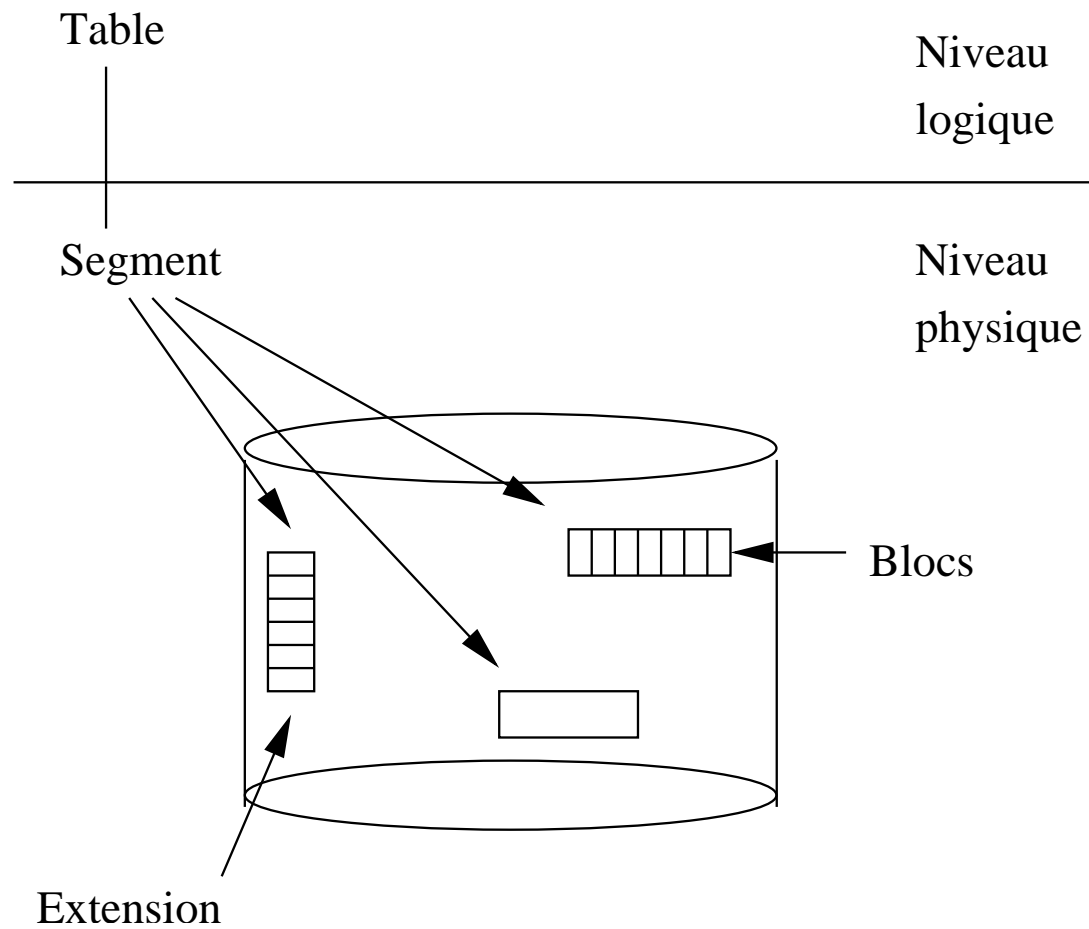 Table
Niveau
logique
Segment
Niveau
physique
Blocs
Extension